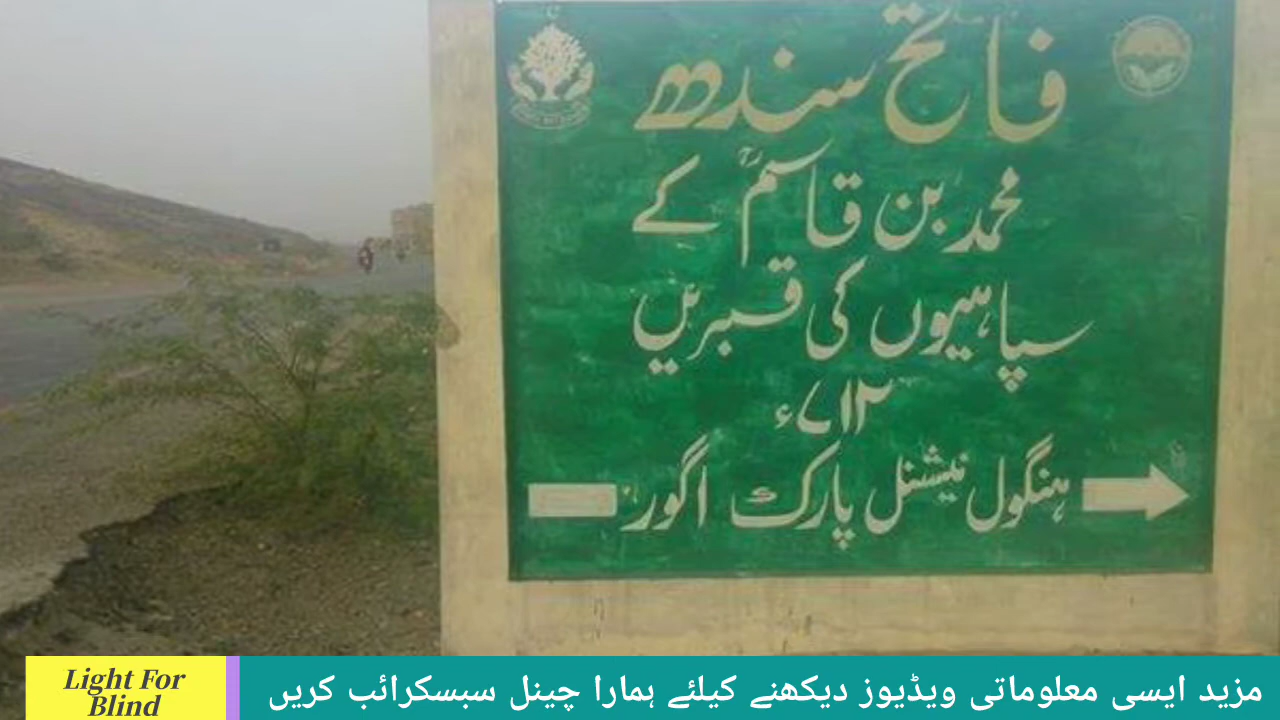 فاتح سندھ
محمد بن قاسمؒ کے
سپاہیوں کی قبریں
۷۱۲ء
ہنگول نیشنل پارک اگور
Light For
Blind
مزید ایسی معلوماتی ویڈیوز دیکھنے کیلئے ہمارا چینل سبسکرائب کریں